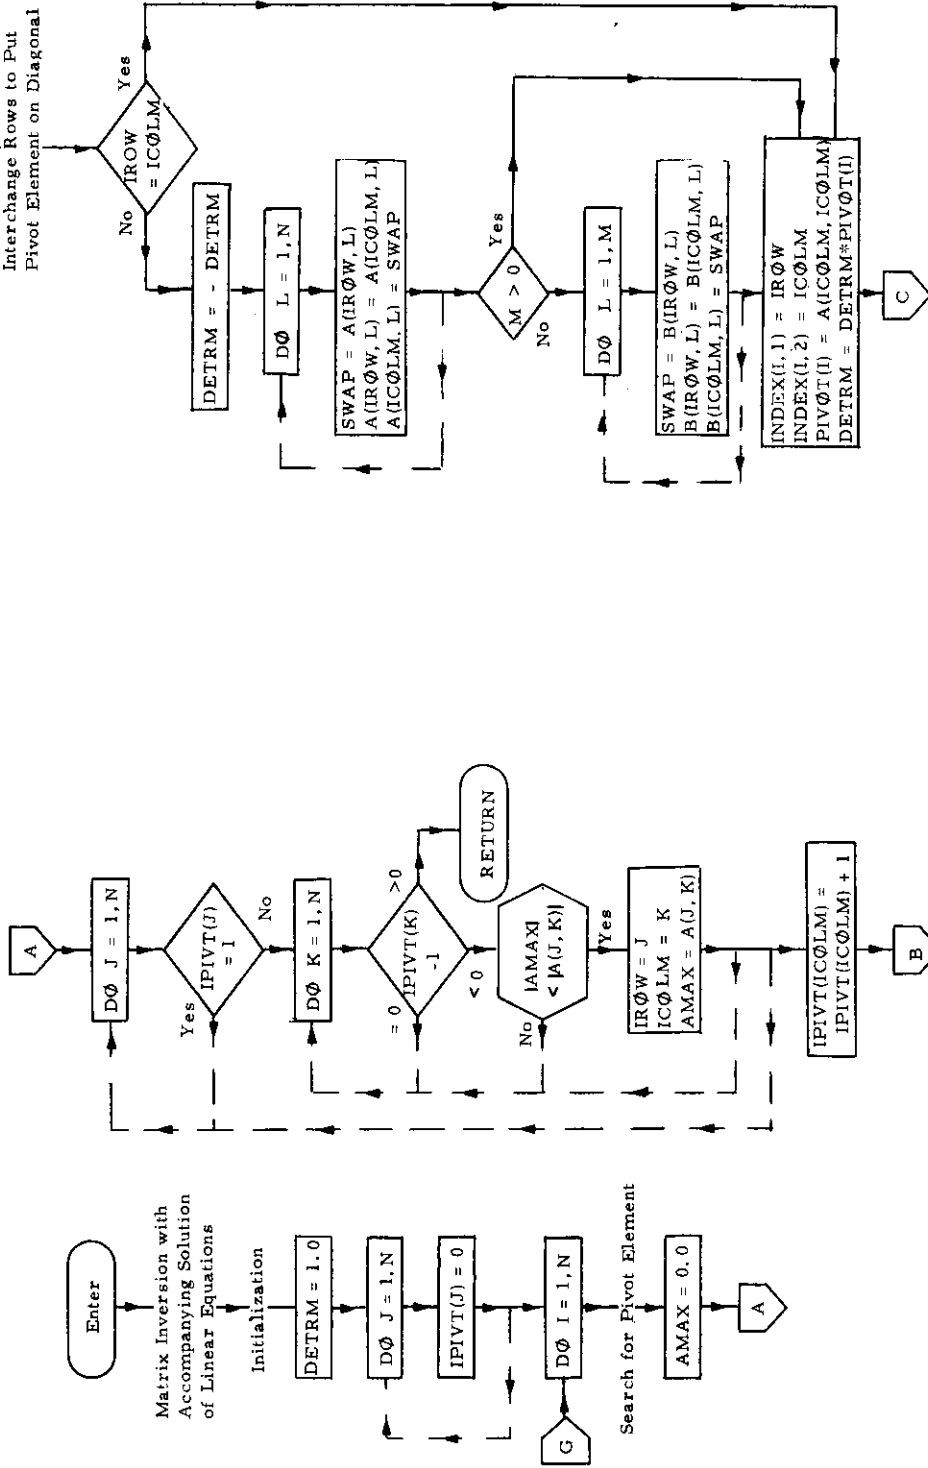 Enter
Matrix Inversion with
Accompanying Solution
of Linear Equations
Initialization
DETRM = 1.0
DØ J = 1, N
IPIVT(J) = 0
G
DØ I = 1, N
Search for Pivot Element
AMAX = 0.0
A
A
DØ J = 1, N
IPIVT(J)
= 1
Yes
No
DØ K = 1, N
IPIVT(K)
-1
= 0
>0
< 0
RETURN
|AMAX|
< |A(J, K)|
No
Yes
IRØW = J
ICØLM = K
AMAX = A(J, K)
IPIVT(ICØLM) =
IPIVT(ICØLM) + 1
B
Interchange Rows to Put
Pivot Element on Diagonal
IROW
= ICØLM
No
Yes
DETRM = - DETRM
DØ L = 1, N
SWAP = A(IRØW, L)
A(IRØW, L) = A(ICØLM, L)
A(ICØLM, L) = SWAP
M > 0
Yes
No
DØ L = 1, M
SWAP = B(IRØW, L)
B(IRØW, L) = B(ICØLM, L)
B(ICØLM, L) = SWAP
INDEX(I, 1) = IRØW
INDEX(I, 2) = ICØLM
PIVØT(I) = A(ICØLM, ICØLM)
DETRM = DETRM*PIVØT(I)
C